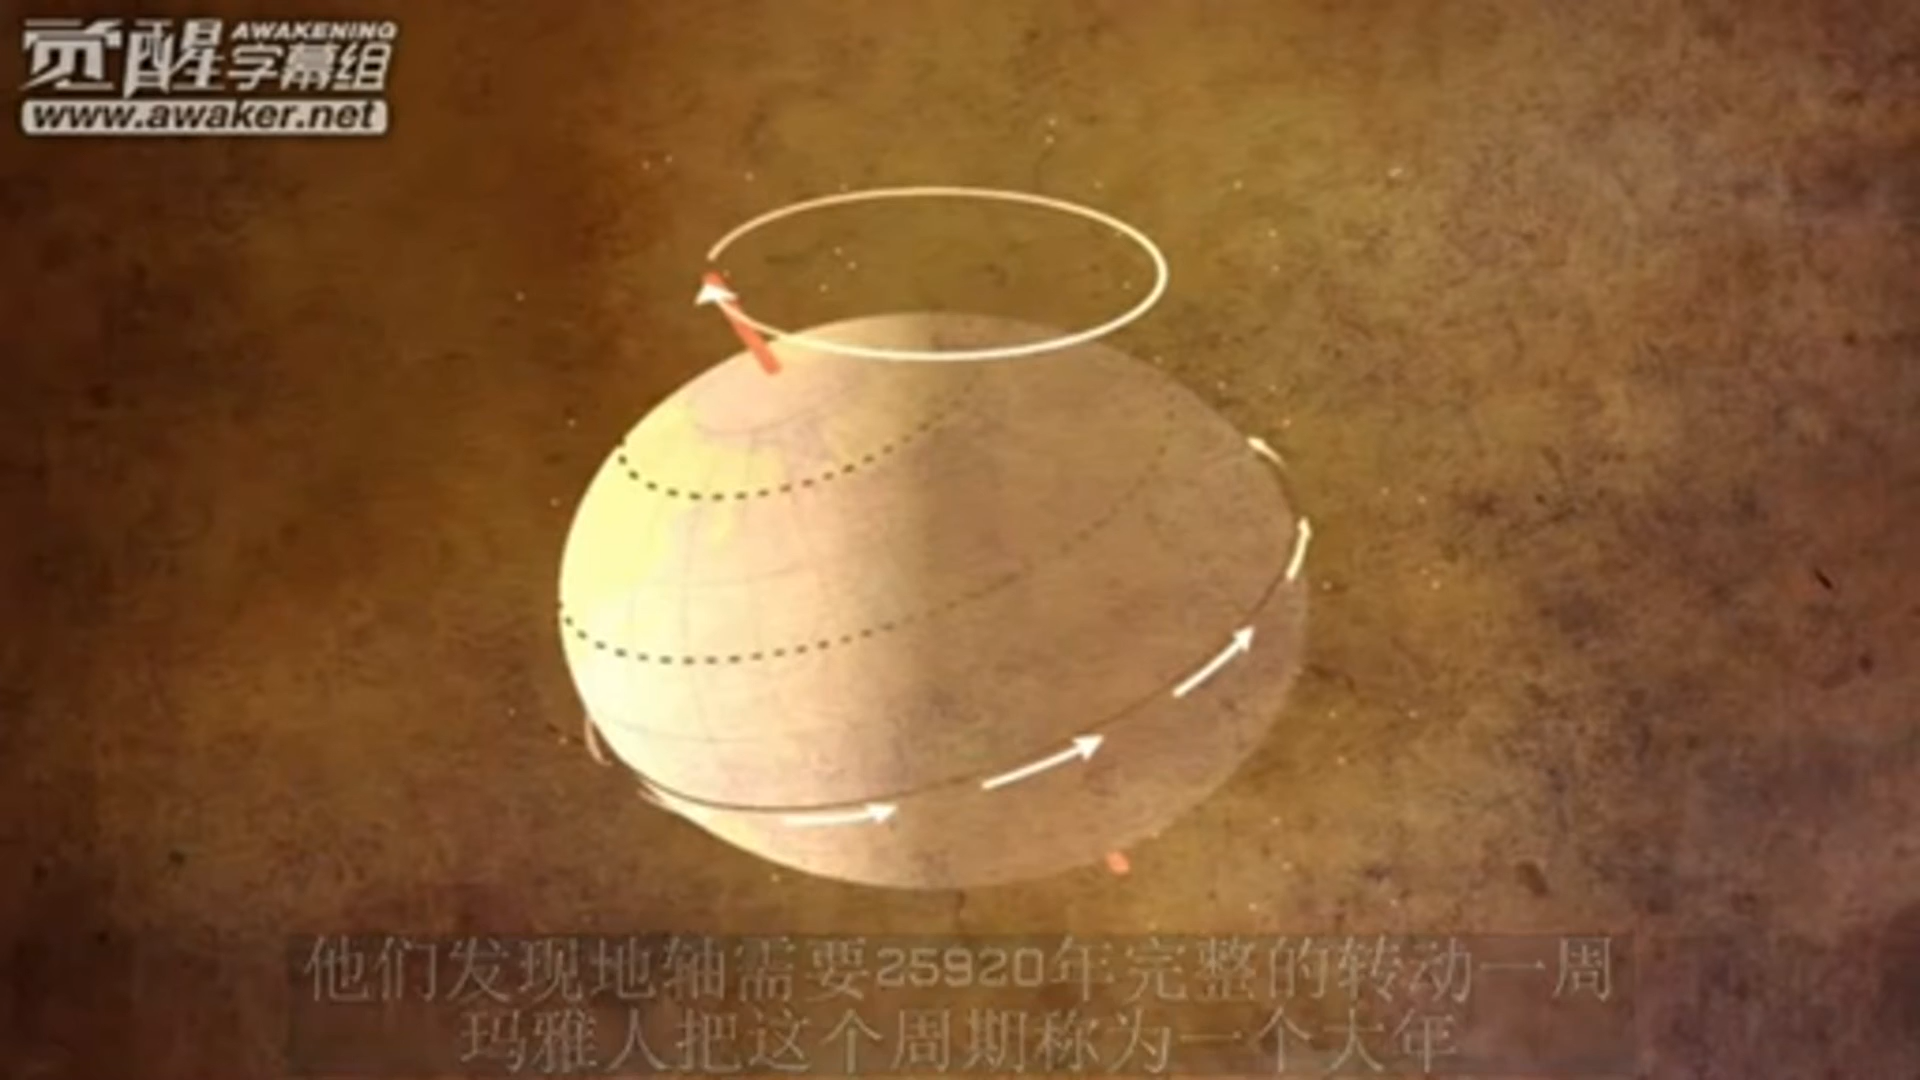 觉醒
AWAKENING
字幕组
www.awaker.net
他们发现地轴需要25920年完整的转动一周
玛雅人把这个周期称为一个大年